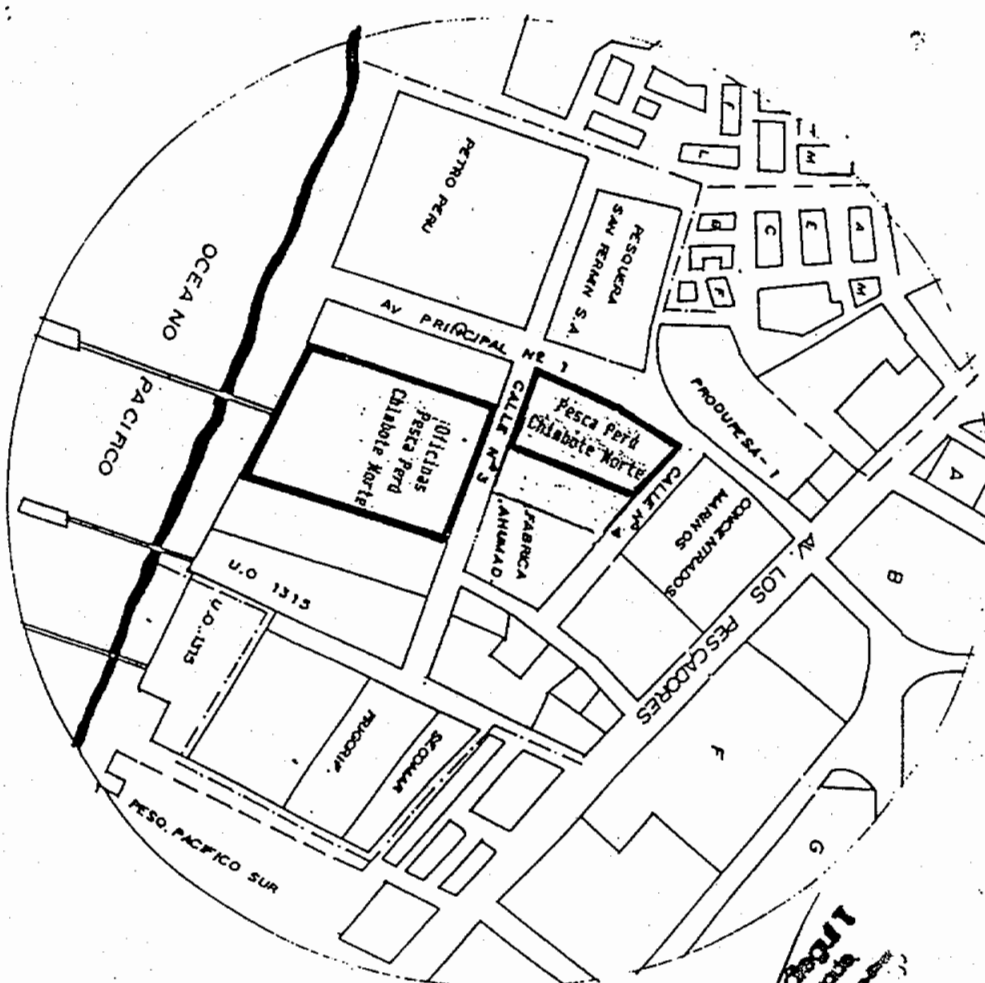 PETRO PERU
PESQUERA
SAN FERMIN S.A.
L
L
M
B
C
E
A
F
M
OCEANO
PACIFICO
AV PRINCIPAL Nº 1
(Oficinas
Pesca Perú
Chimbote Norte
CALLE Nº 3
Pesca Perú
Chimbote Norte
PRODUPESA-1
CALLE Nº 4
FABRICA
AHUMAD.
CONCENTRADOS
MARINOS
AV. LOS PESCADORES
A
B
F
G
U.O 1315
U.O. 1315
FRIGORIF.
SECOMAR
PESQ. PACIFICO SUR